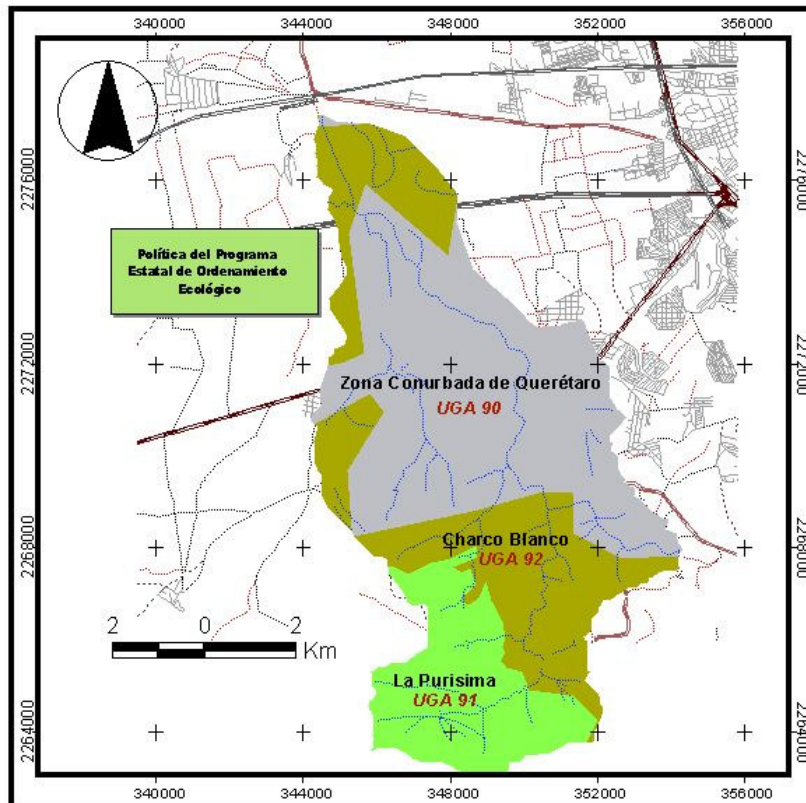 340000 344000 348000 352000 356000
2276000
2276000
Política del Programa
Estatal de Ordenamiento
Ecológico
2272000
2272000
Zona Conurbada de Querétaro
UGA 90
2268000
2268000
Charco Blanco
UGA 92
2 0 2
Km
La Purisima
UGA 91
2264000
2264000
340000 344000 348000 352000 356000